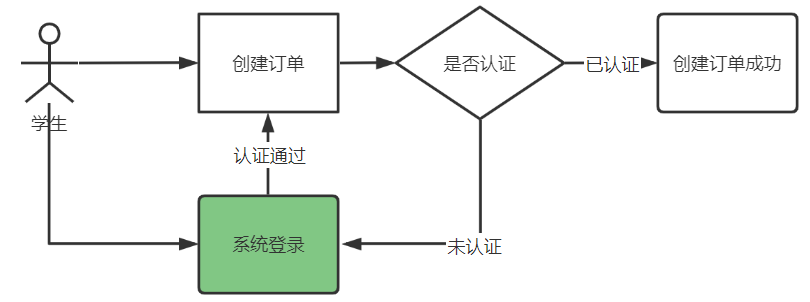 创建订单
是否认证
已认证
创建订单成功
学生
认证通过
系统登录
未认证